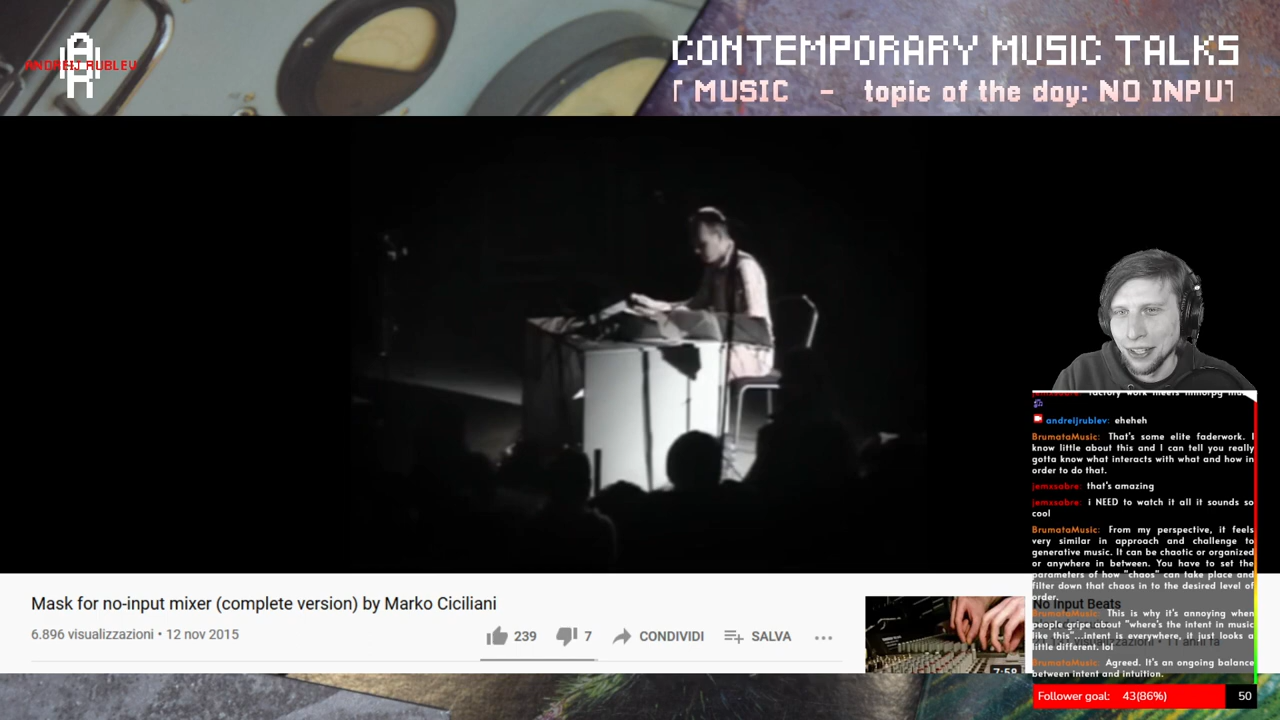 ANDREIJ RUBLEV
CONTEMPORARY MUSIC TALKS
[ MUSIC - topic of the day: NO INPUT
andreijrublev: eheheh
BrumataMusic: That's some elite faderwork. I
know little about this and I can tell you really
gotta know what interacts with what and how in
order to do that.
jemxsabre: that's amazing
jemxsabre: i NEED to watch it all it sounds so
cool
BrumataMusic: From my perspective, it feels
very similar in approach and challenge to
generative music. It can be chaotic or organized
or anywhere in between. You have to set the
parameters of how "chaos" can take place and
filter down that chaos in to the desired level of
order.
BrumataMusic: This is why it's annoying when
people gripe about "where's the intent in music
like this"...intent is everywhere, it just looks a
little different. lol
BrumataMusic: Agreed. It's an ongoing balance
between intent and intuition.
Follower goal: 43(86%) 50
Mask for no-input mixer (complete version) by Marko Ciciliani
6.896 visualizzazioni • 12 nov 2015
239 7 CONDIVIDI SALVA
7:58
No Input Beats